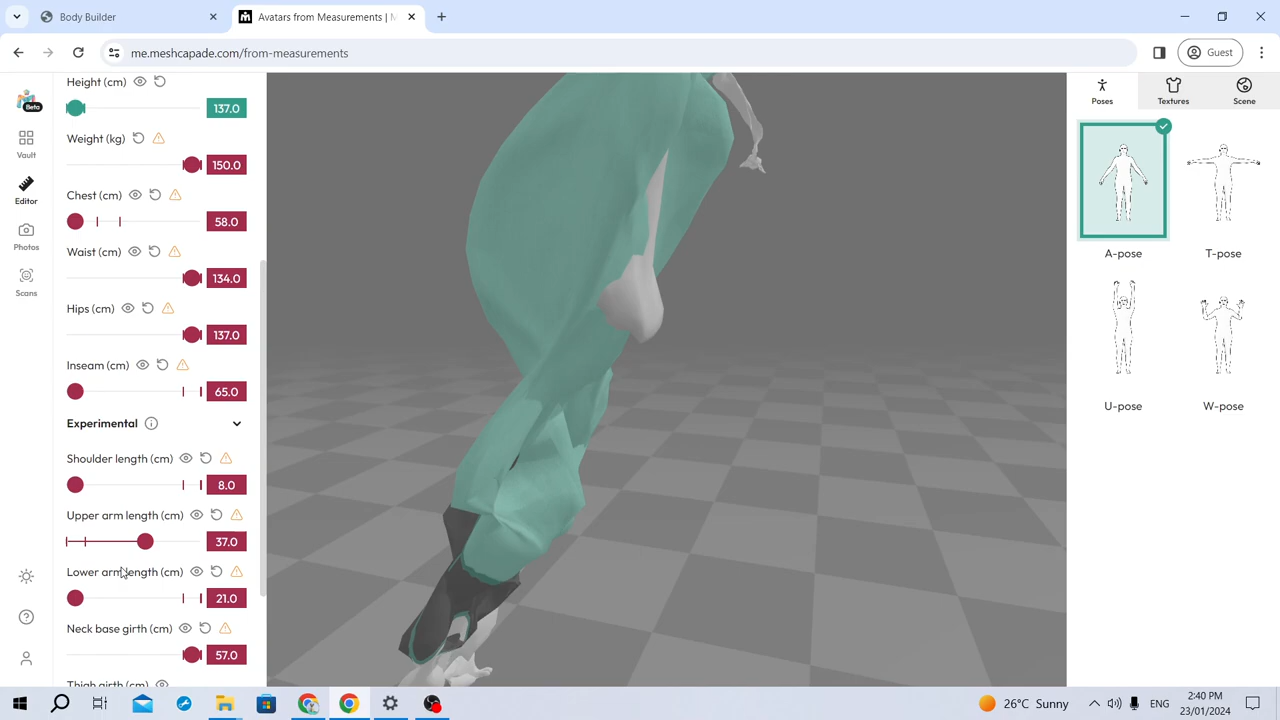 Body Builder
Avatars from Measurements | M
me.meshcapade.com/from-measurements
Guest
Beta
Vault
Editor
Photos
Scans
Height (cm)
137.0
Weight (kg)
150.0
Chest (cm)
58.0
Waist (cm)
134.0
Hips (cm)
137.0
Inseam (cm)
65.0
Experimental
Shoulder length (cm)
8.0
Upper arm length (cm)
37.0
Lower arm length (cm)
21.0
Neck base girth (cm)
57.0
Thigh girth (cm)
Poses
Textures
Scene
A-pose
T-pose
U-pose
W-pose
26°C Sunny
ENG
2:40 PM
23/01/2024